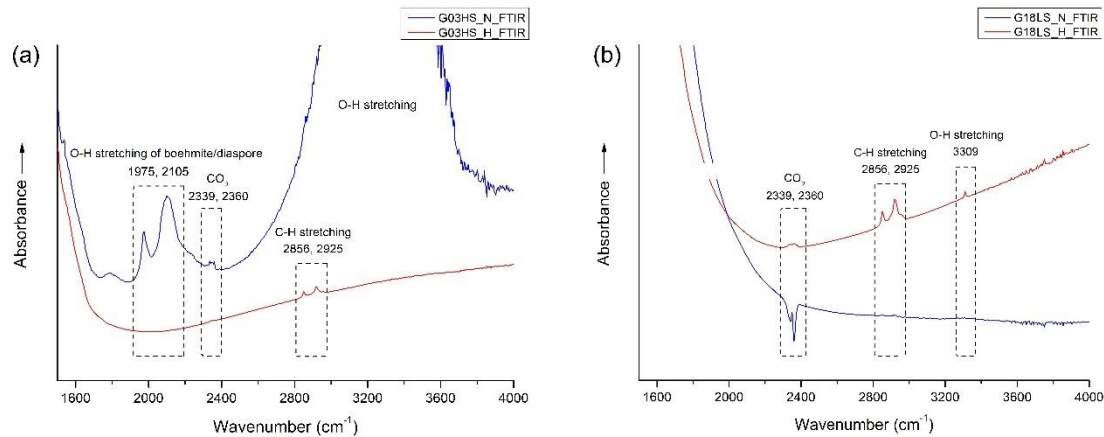 (a)
G03HS_N_FTIR
G03HS_H_FTIR
O-H stretching
O-H stretching of boehmite/diaspore
1975, 2105
CO₂
2339, 2360
C-H stretching
2856, 2925
Absorbance
1600 2000 2400 2800 3200 3600 4000
Wavenumber (cm⁻¹)
(b)
G18LS_N_FTIR
G18LS_H_FTIR
O-H stretching
3309
C-H stretching
2856, 2925
CO₂
2339, 2360
Absorbance
1600 2000 2400 2800 3200 3600 4000
Wavenumber (cm⁻¹)